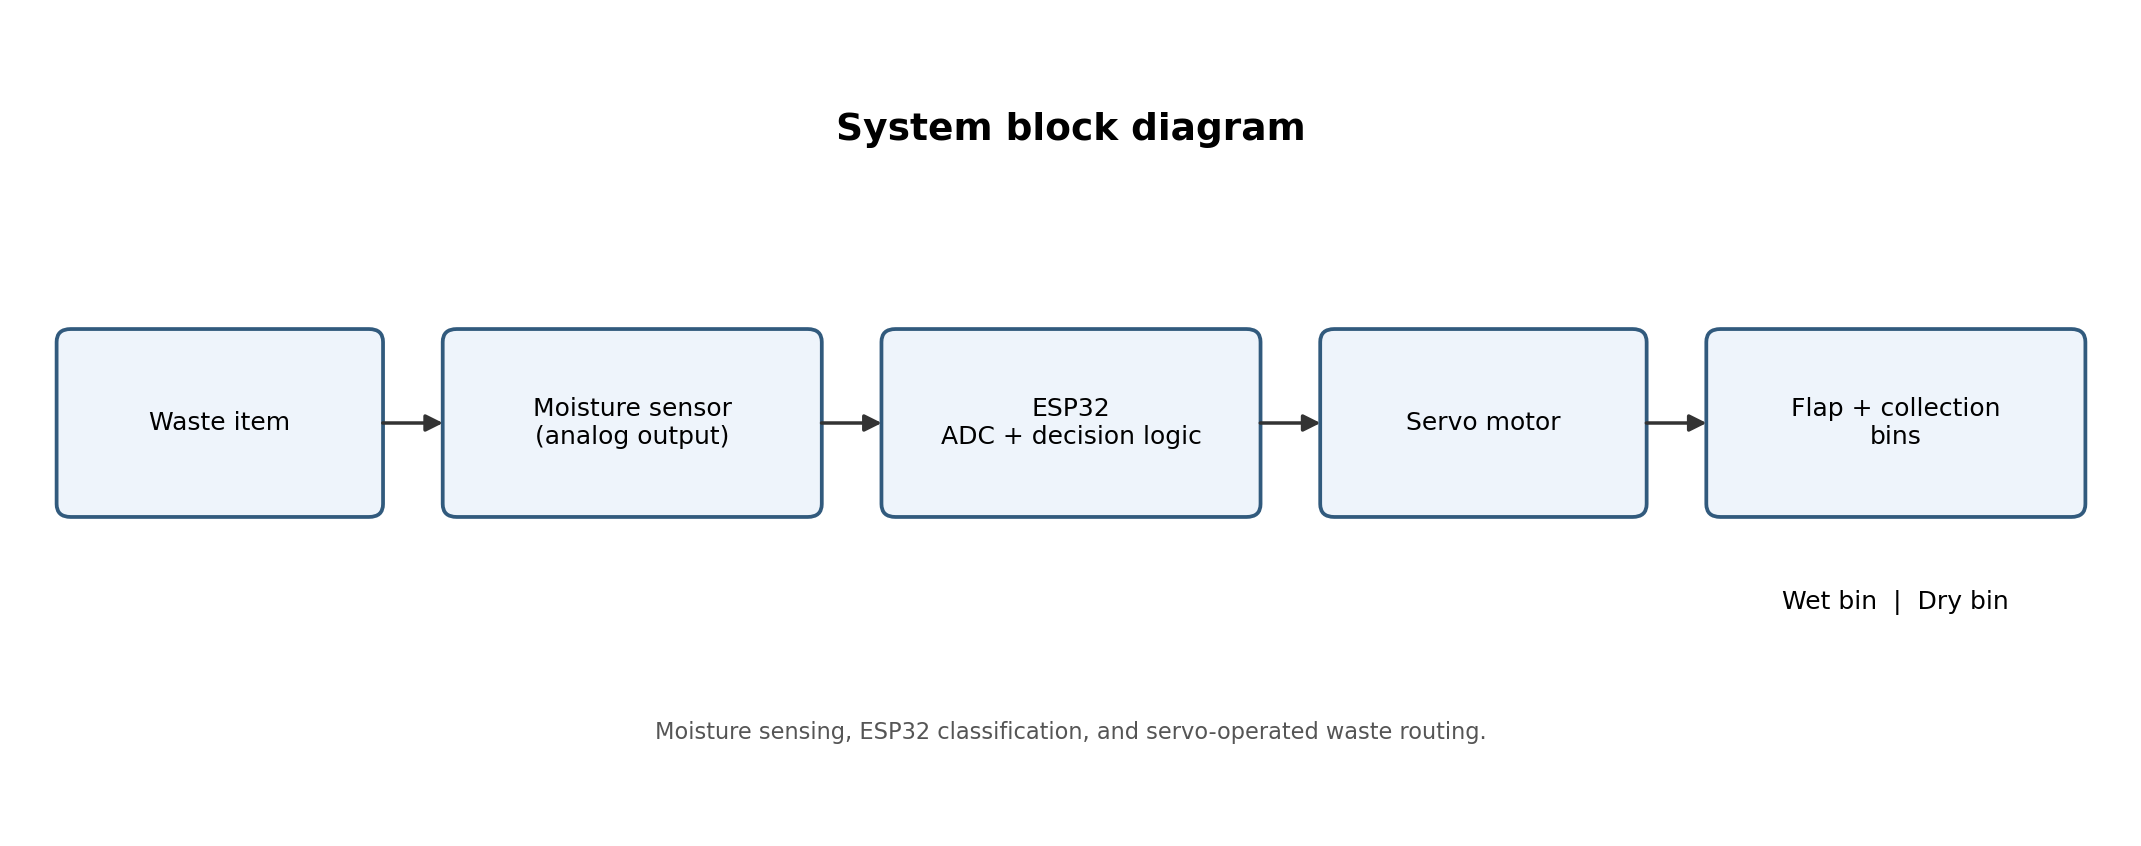 System block diagram
Waste item
Moisture sensor
(analog output)
ESP32
ADC + decision logic
Servo motor
Flap + collection
bins
Wet bin | Dry bin
Moisture sensing, ESP32 classification, and servo-operated waste routing.